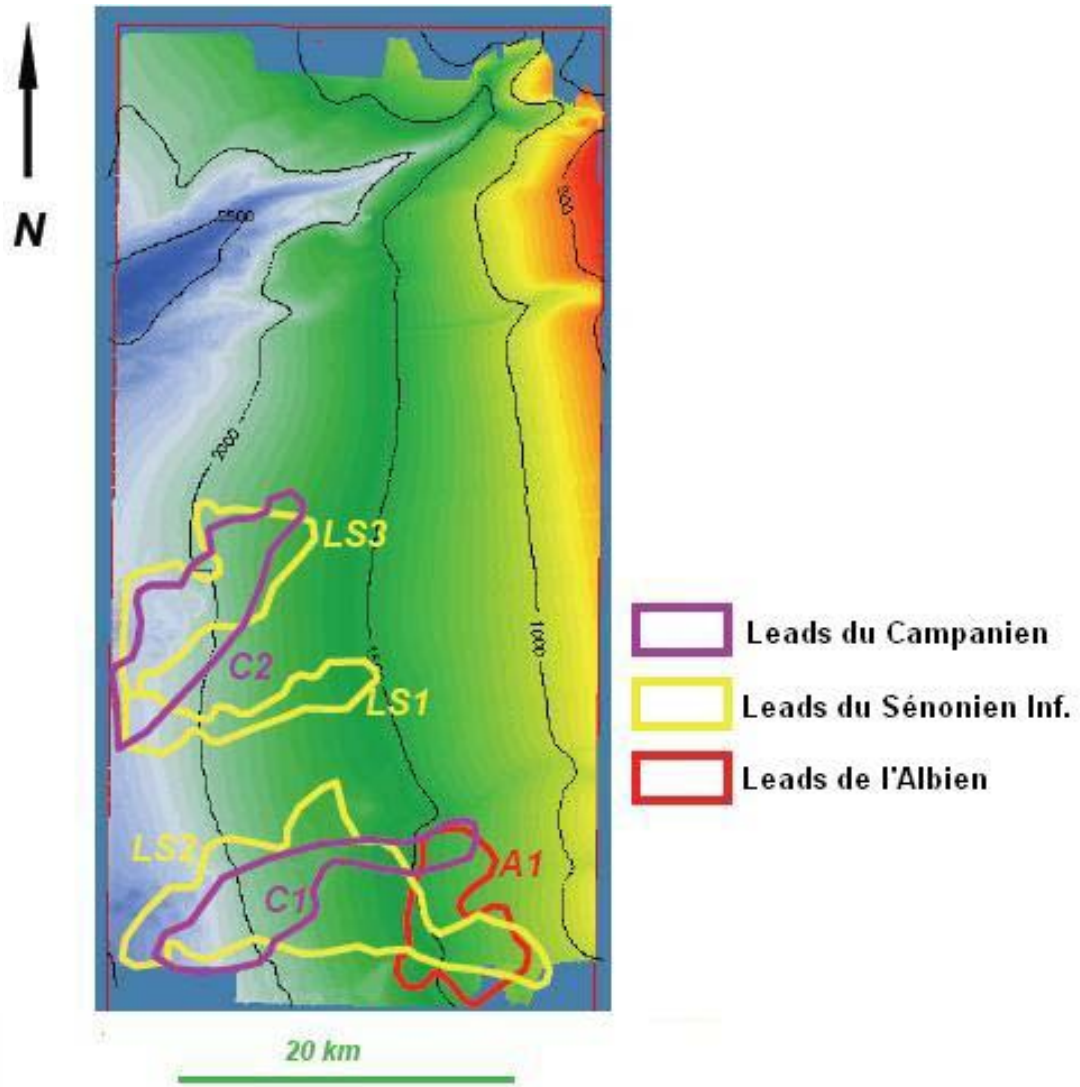 N
5500
500
2000
LS3
1000
C2
LS1
LS2
A1
C1
Leads du Campanien
Leads du Sénonien Inf.
Leads de l'Albien
20 km